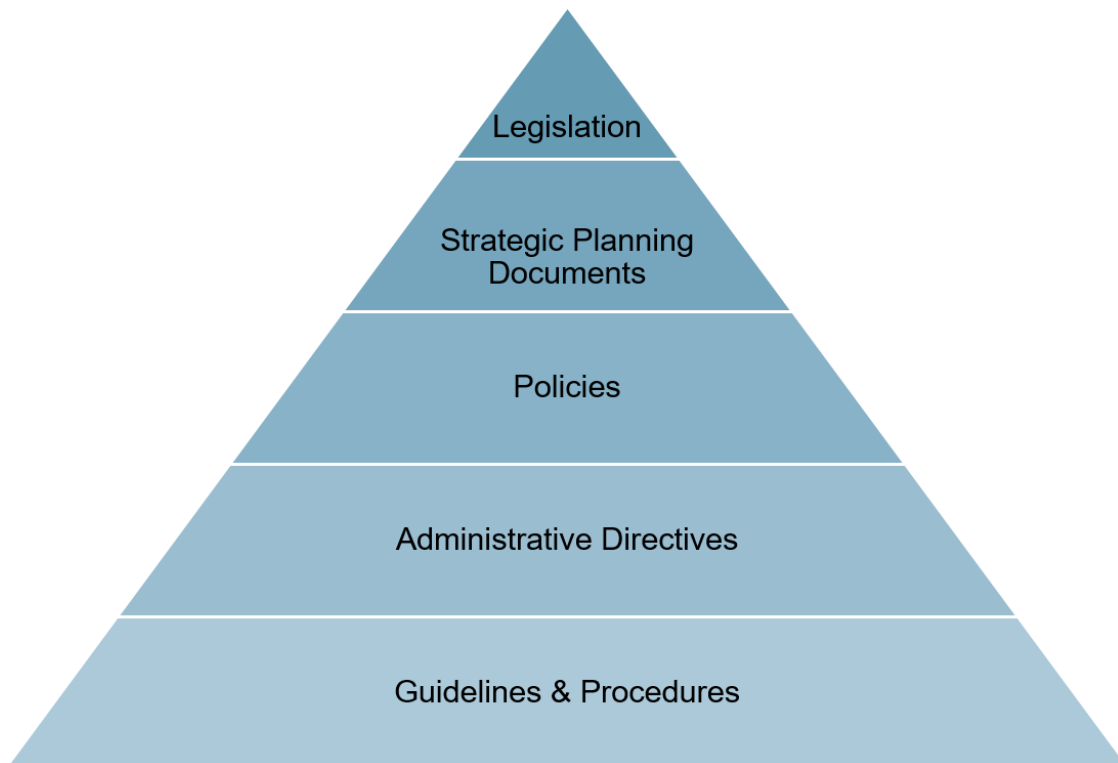 Legislation
Strategic Planning
Documents
Policies
Administrative Directives
Guidelines & Procedures